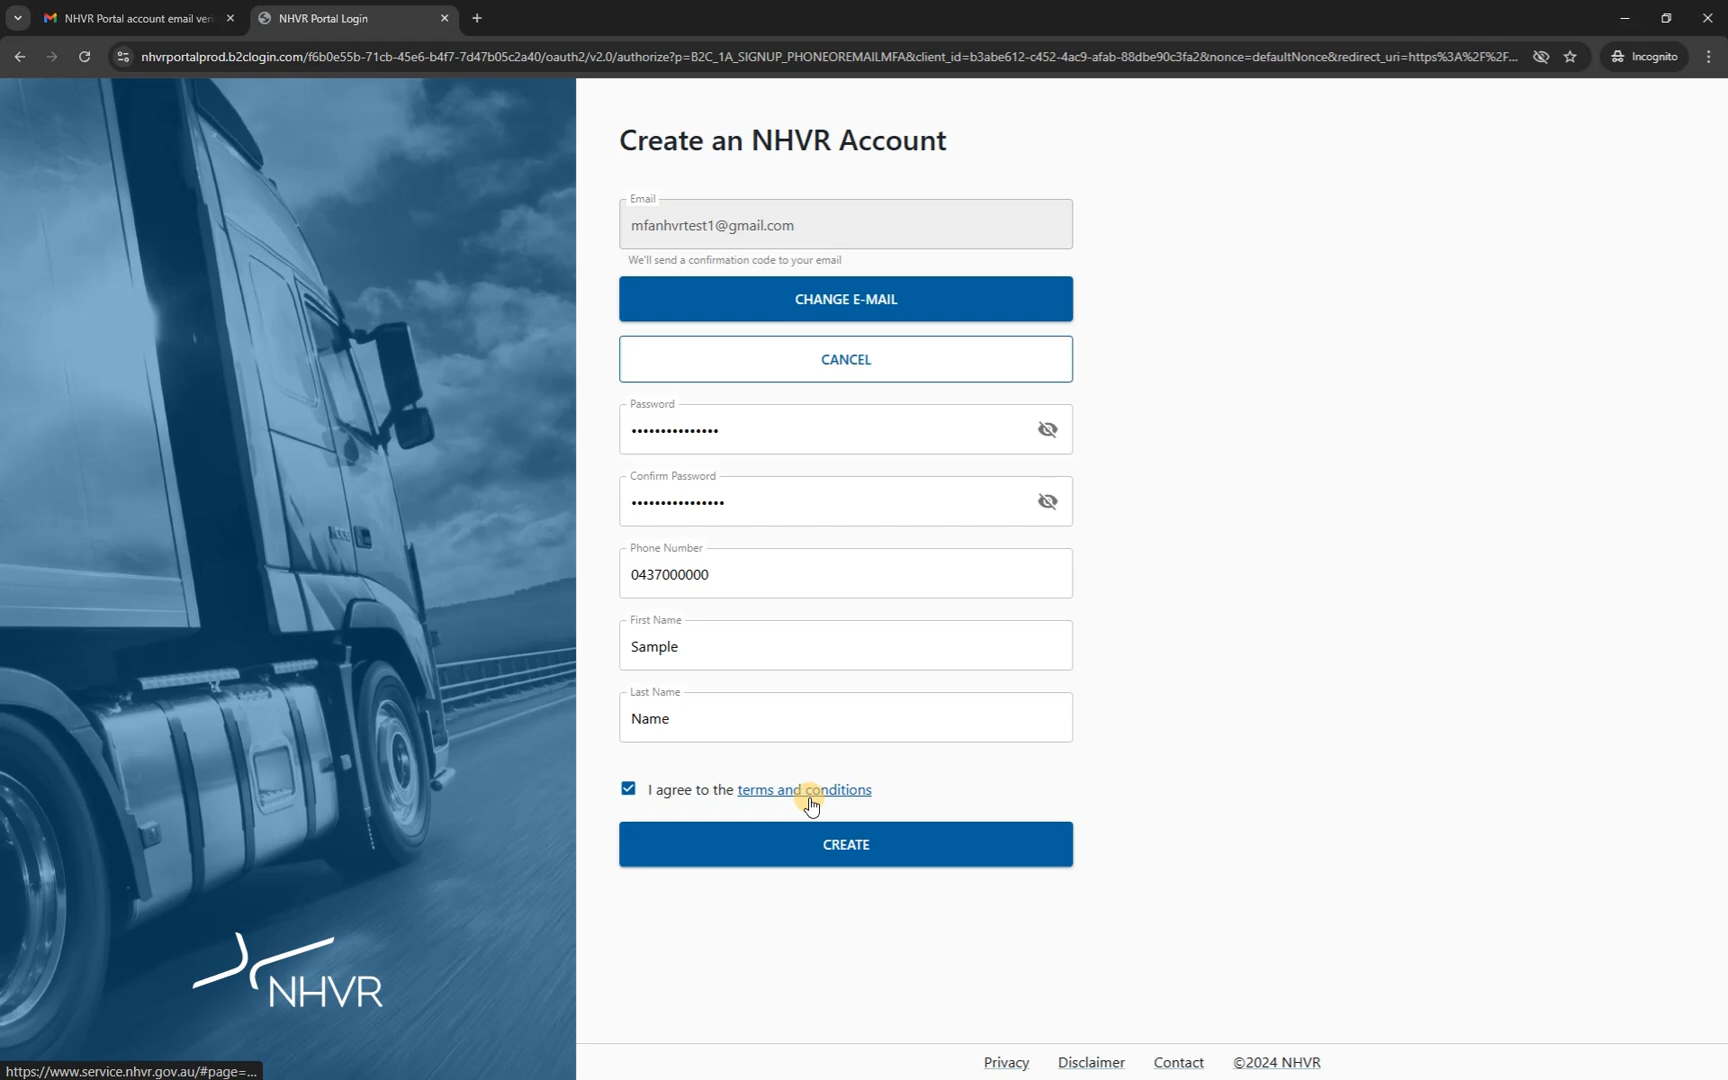 NHVR Portal account email veri
NHVR Portal Login
nhvrportalprod.b2clogin.com/f6b0e55b-71cb-45e6-b4f7-7d47b05c2a40/oauth2/v2.0/authorize?p=B2C_1A_SIGNUP_PHONEOREMAILMFA&client_id=b3abe612-c452-4ac9-afab-88dbe90c3fa2&nonce=defaultNonce&redirect_uri=https%3A%2F%2F...
Incognito
Create an NHVR Account
Email
mfanhvrtest1@gmail.com
We'll send a confirmation code to your email
CHANGE E-MAIL
CANCEL
Password
•••••••••••••••
Confirm Password
••••••••••••••••
Phone Number
0437000000
First Name
Sample
Last Name
Name
I agree to the terms and conditions
CREATE
NHVR
Privacy
Disclaimer
Contact
©2024 NHVR
https://www.service.nhvr.gov.au/#page=...